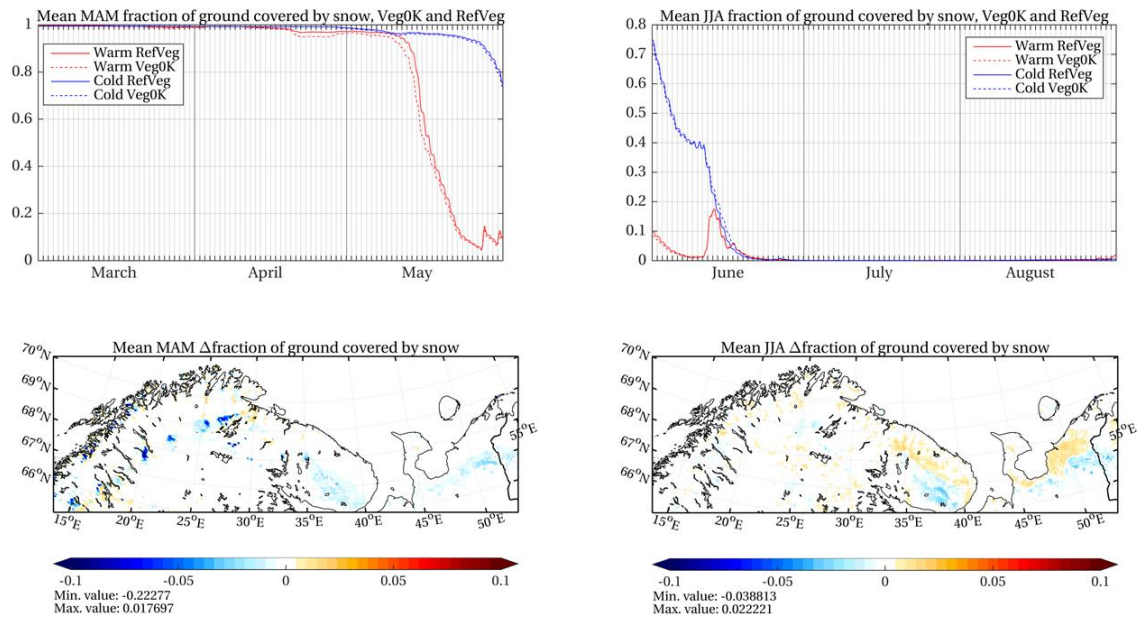 Mean MAM fraction of ground covered by snow, Veg0K and RefVeg
1
0.8
0.6
0.4
0.2
0
Warm RefVeg
Warm Veg0K
Cold RefVeg
Cold Veg0K
March
April
May
Mean JJA fraction of ground covered by snow, Veg0K and RefVeg
0.8
0.7
0.6
0.5
0.4
0.3
0.2
0.1
0
Warm RefVeg
Warm Veg0K
Cold RefVeg
Cold Veg0K
June
July
August
Mean MAM Δfraction of ground covered by snow
70°N
69°N
68°N
67°N
66°N
15°E
20°E
25°E
30°E
35°E
40°E
45°E
50°E
55°E
-0.1
-0.05
0
0.05
0.1
Min. value: -0.22277
Max. value: 0.017697
Mean JJA Δfraction of ground covered by snow
70°N
69°N
68°N
67°N
66°N
15°E
20°E
25°E
30°E
35°E
40°E
45°E
50°E
55°E
-0.1
-0.05
0
0.05
0.1
Min. value: -0.038813
Max. value: 0.022221